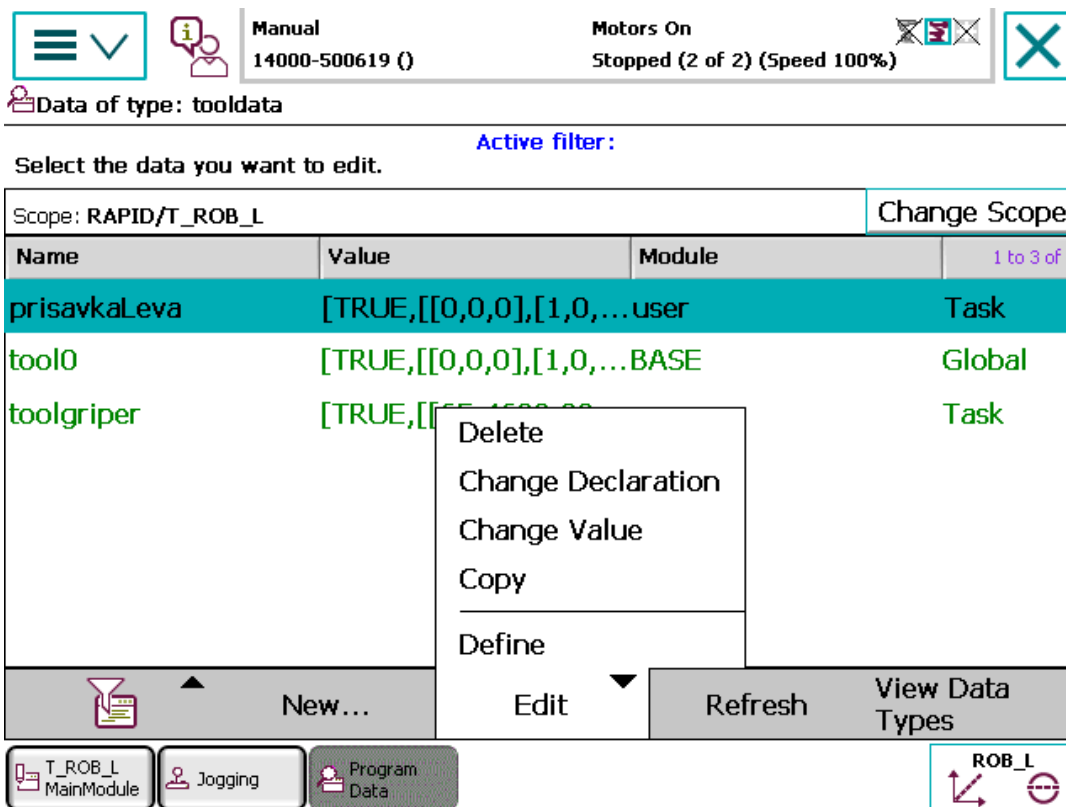 Manual
14000-500619 ()
Motors On
Stopped (2 of 2) (Speed 100%)
Data of type: tooldata
Active filter:
Select the data you want to edit.
Scope: RAPID/T_ROB_L
Change Scope
Name Value Module 1 to 3 of
prisavkaLeva [TRUE,[[0,0,0],[1,0,...user Task
tool0 [TRUE,[[0,0,0],[1,0,...BASE Global
toolgriper [TRUE,[[ Task
Delete
Change Declaration
Change Value
Copy
Define
New...
Edit
Refresh
View Data
Types
T_ROB_L
MainModule
Jogging
Program
Data
ROB_L